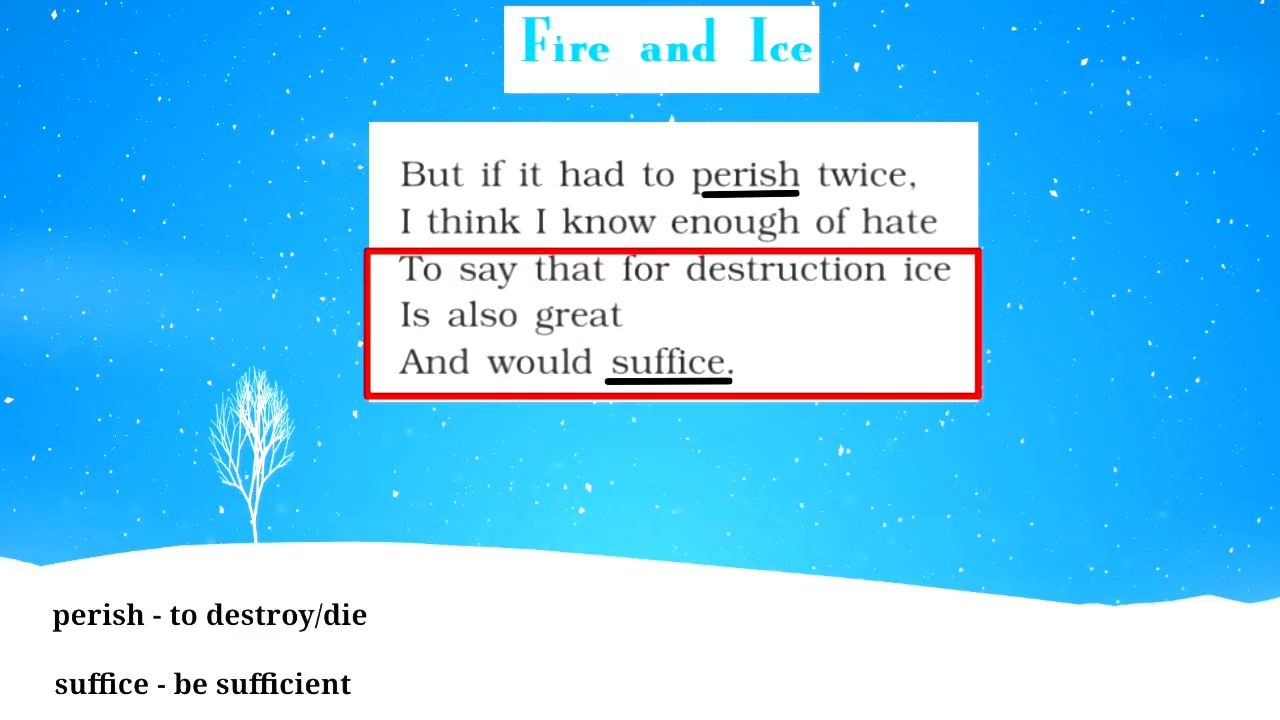 Fire and Ice
But if it had to perish twice,
I think I know enough of hate
To say that for destruction ice
Is also great
And would suffice.
perish - to destroy/die
suffice - be sufficient